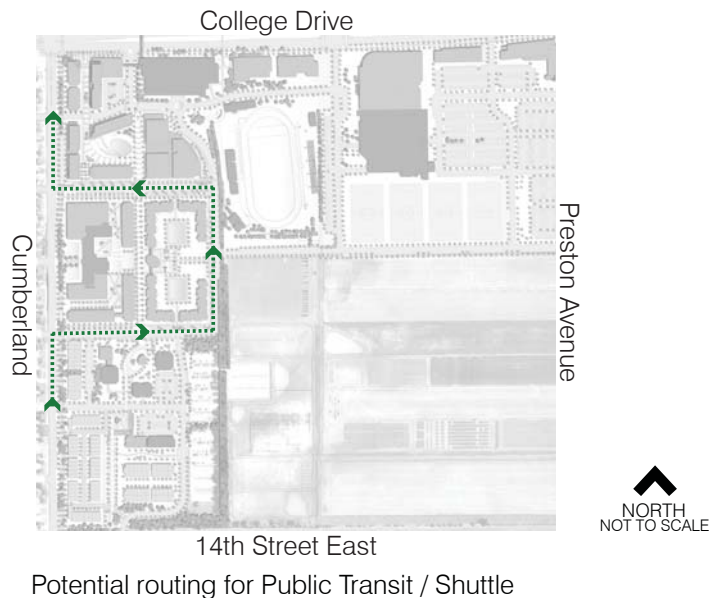 College Drive
Cumberland
Preston Avenue
NORTH
NOT TO SCALE
14th Street East
Potential routing for Public Transit / Shuttle